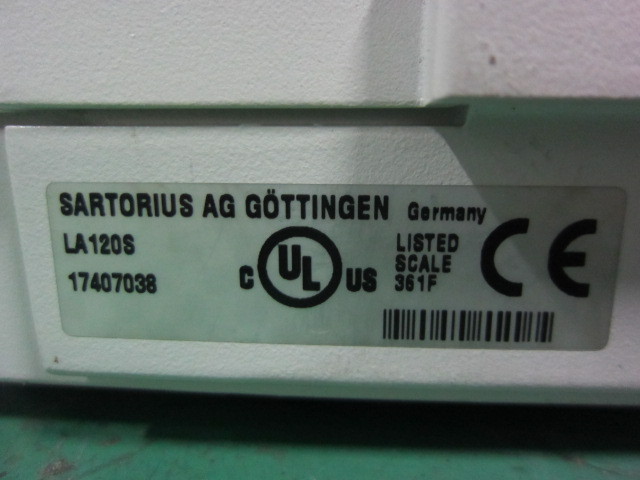 SARTORIUS AG GÖTTINGEN Germany
LA120S
17407038
C UL US
LISTED
SCALE
361F
CE